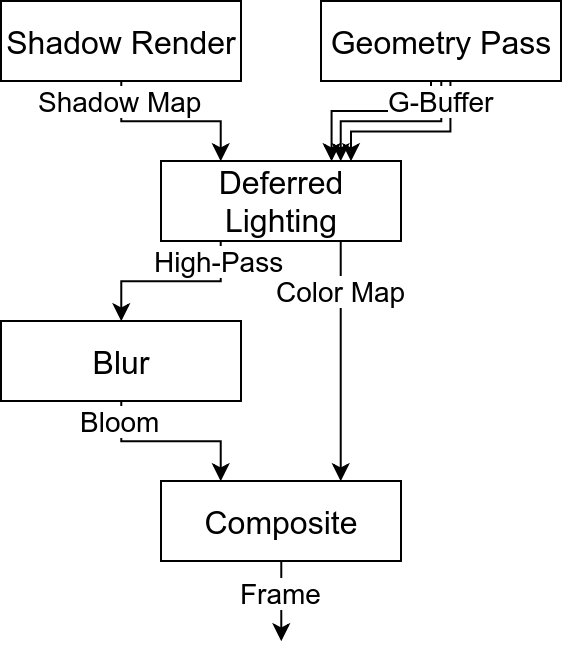 Shadow Render
Geometry Pass
Shadow Map
G-Buffer
Deferred
Lighting
High-Pass
Color Map
Blur
Bloom
Composite
Frame